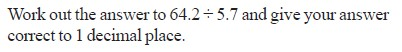 Work out the answer to 64.2 ÷ 5.7 and give your answer
correct to 1 decimal place.